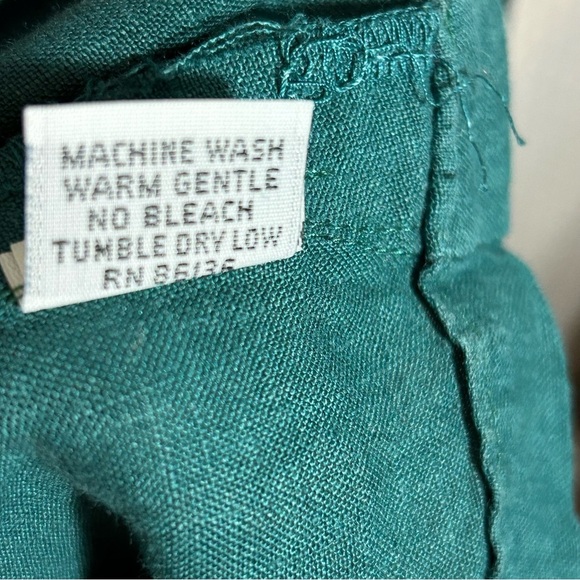 MACHINE WASH
WARM GENTLE
NO BLEACH
TUMBLE DRY LOW
RN 86136